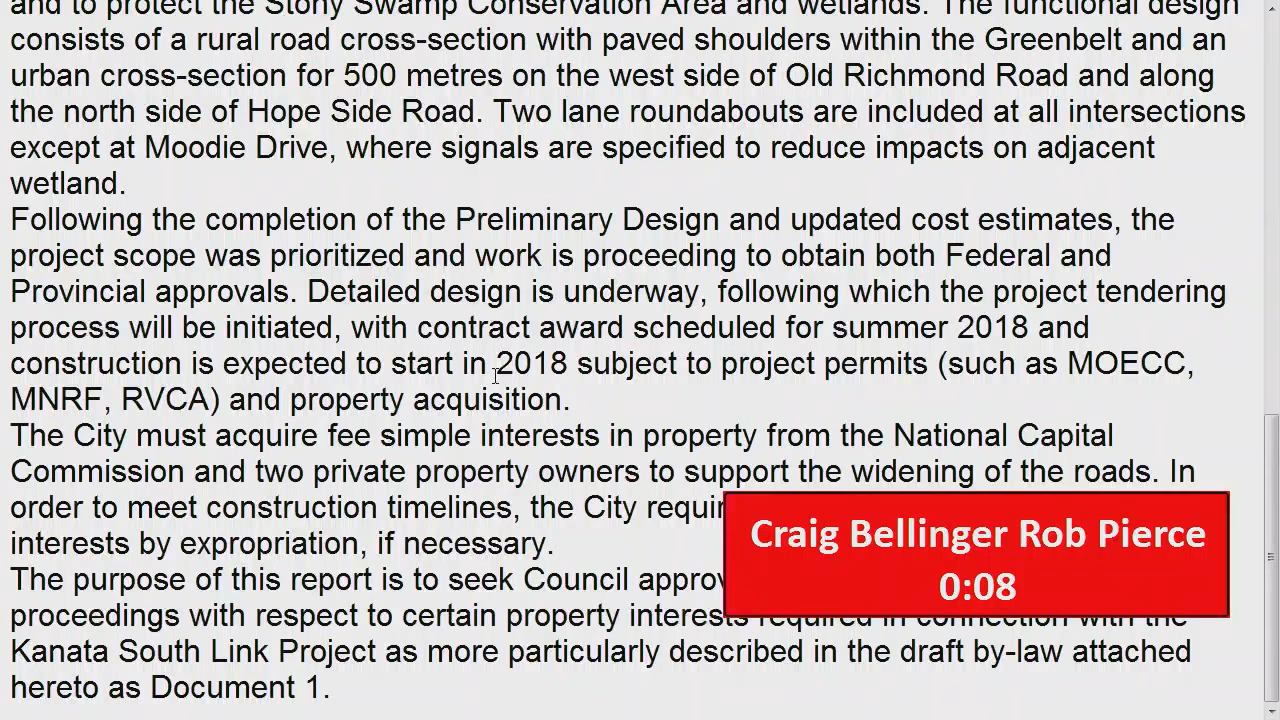 and to protect the Stony Swamp Conservation Area and wetlands. The functional design
consists of a rural road cross-section with paved shoulders within the Greenbelt and an
urban cross-section for 500 metres on the west side of Old Richmond Road and along
the north side of Hope Side Road. Two lane roundabouts are included at all intersections
except at Moodie Drive, where signals are specified to reduce impacts on adjacent
wetland.
Following the completion of the Preliminary Design and updated cost estimates, the
project scope was prioritized and work is proceeding to obtain both Federal and
Provincial approvals. Detailed design is underway, following which the project tendering
process will be initiated, with contract award scheduled for summer 2018 and
construction is expected to start in 2018 subject to project permits (such as MOECC,
MNRF, RVCA) and property acquisition.
The City must acquire fee simple interests in property from the National Capital
Commission and two private property owners to support the widening of the roads. In
order to meet construction timelines, the City
interests by expropriation, if necessary.
The purpose of this report is to seek Council
proceedings with respect to certain property interests required in connection with the
Kanata South Link Project as more particularly described in the draft by-law attached
hereto as Document 1.
Craig Bellinger Rob Pierce
0:08